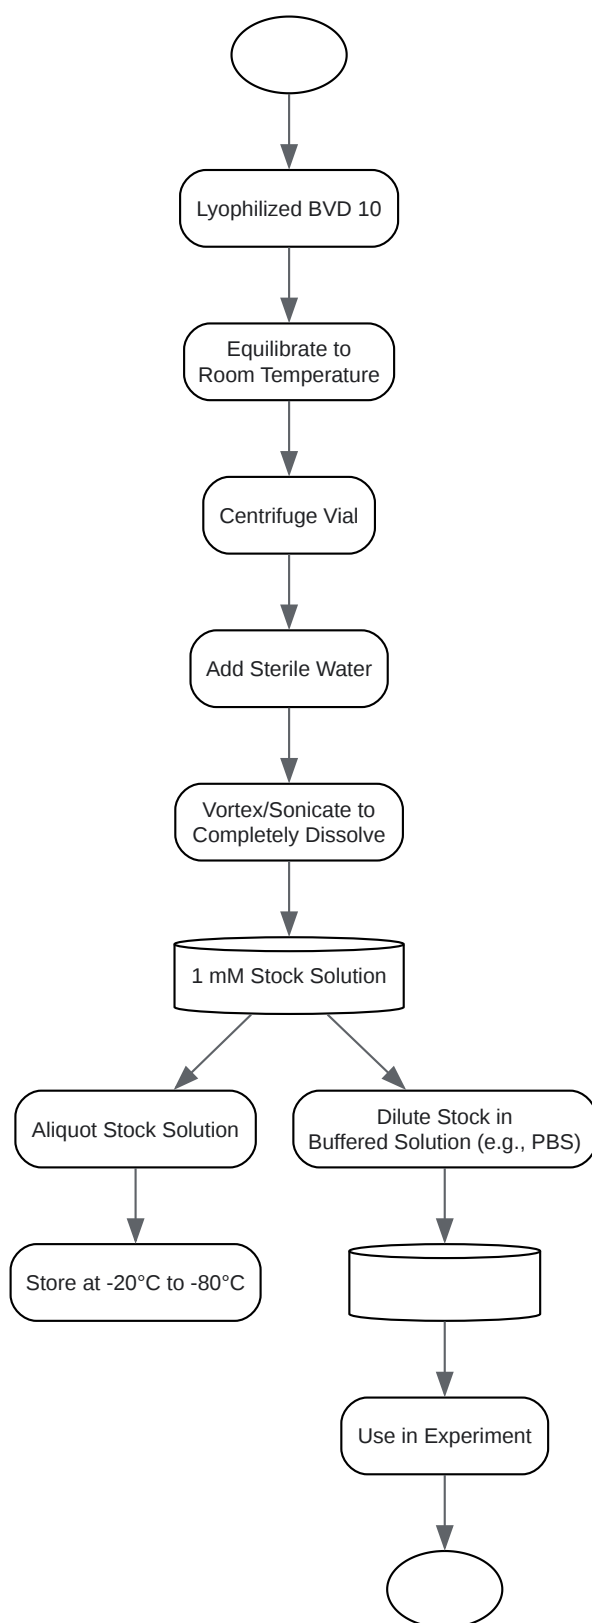 Lyophilized BVD 10
Equilibrate to
Room Temperature
Centrifuge Vial
Add Sterile Water
Vortex/Sonicate to
Completely Dissolve
1 mM Stock Solution
Aliquot Stock Solution
Dilute Stock in
Buffered Solution (e.g., PBS)
Store at -20°C to -80°C
Use in Experiment